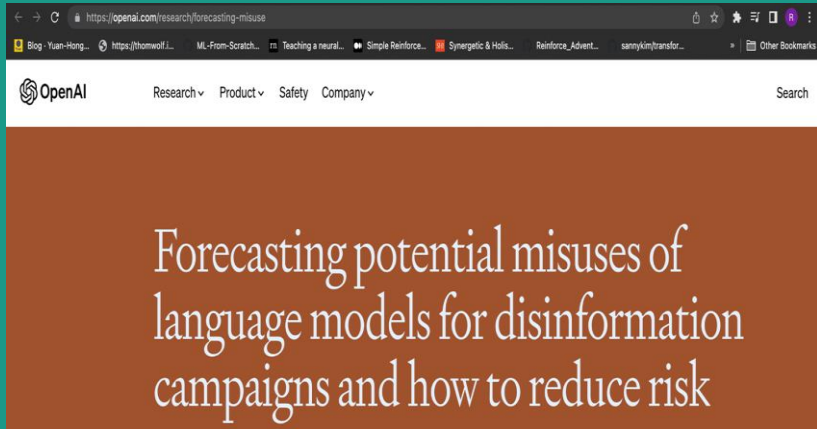 https://openai.com/research/forecasting-misuse
R
Blog - Yuan-Hong... https://thomwolf.i... ML-From-Scratch... Teaching a neural... Simple Reinforce... Synergetic & Holis... Reinforce_Advent... sannykim/transfor... » Other Bookmarks
OpenAI Research Product Safety Company Search
Forecasting potential misuses of
language models for disinformation
campaigns and how to reduce risk